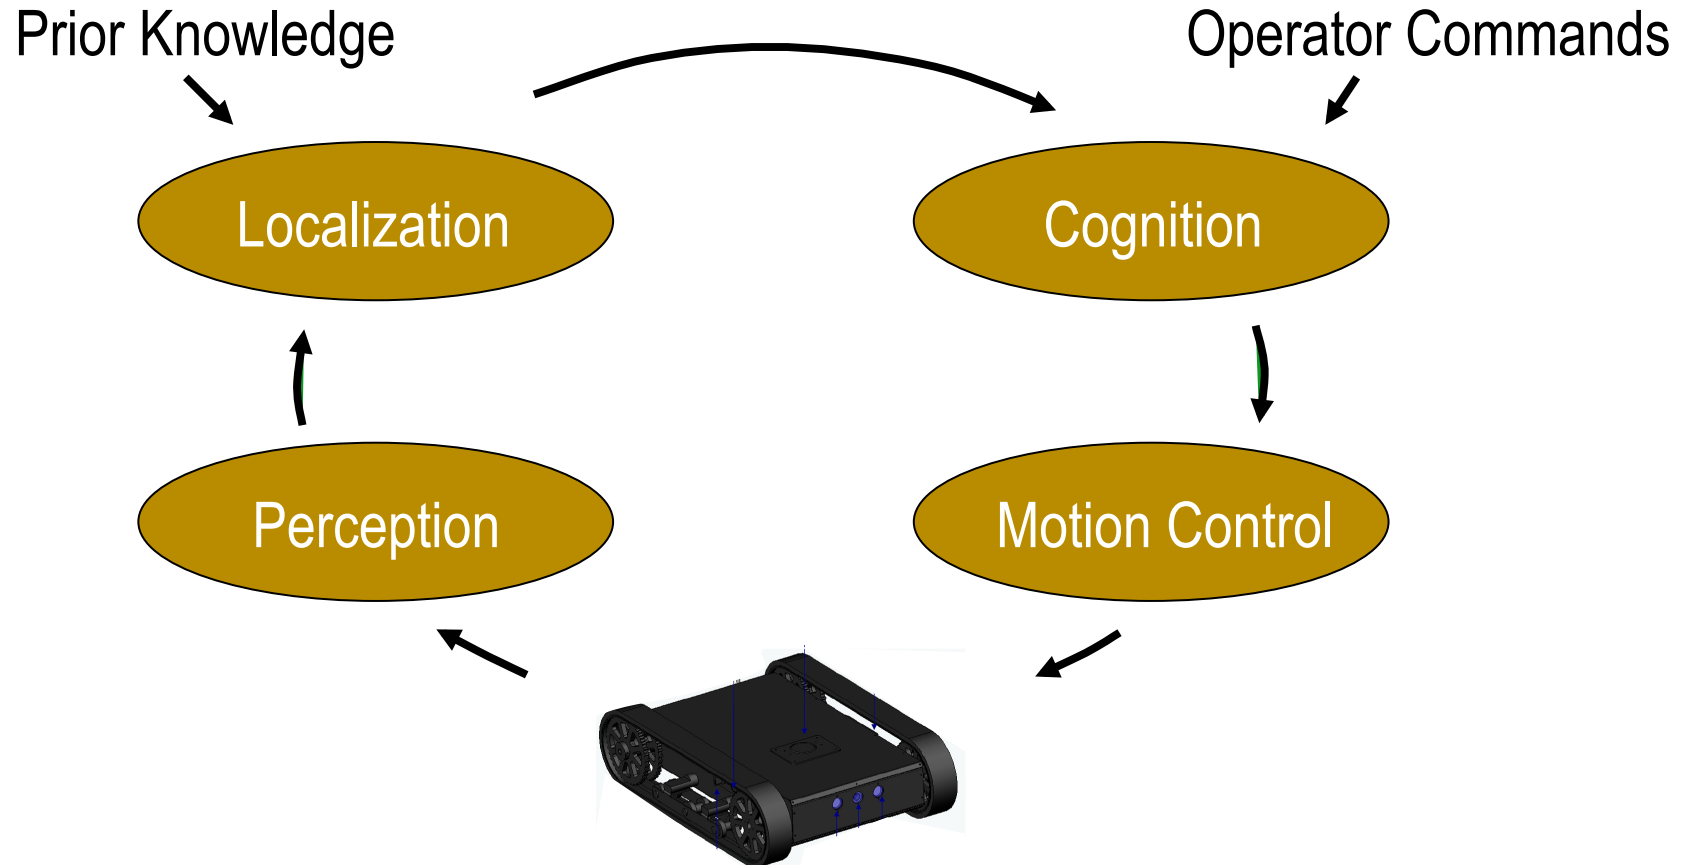 Prior Knowledge
Operator Commands
Localization
Cognition
Perception
Motion Control